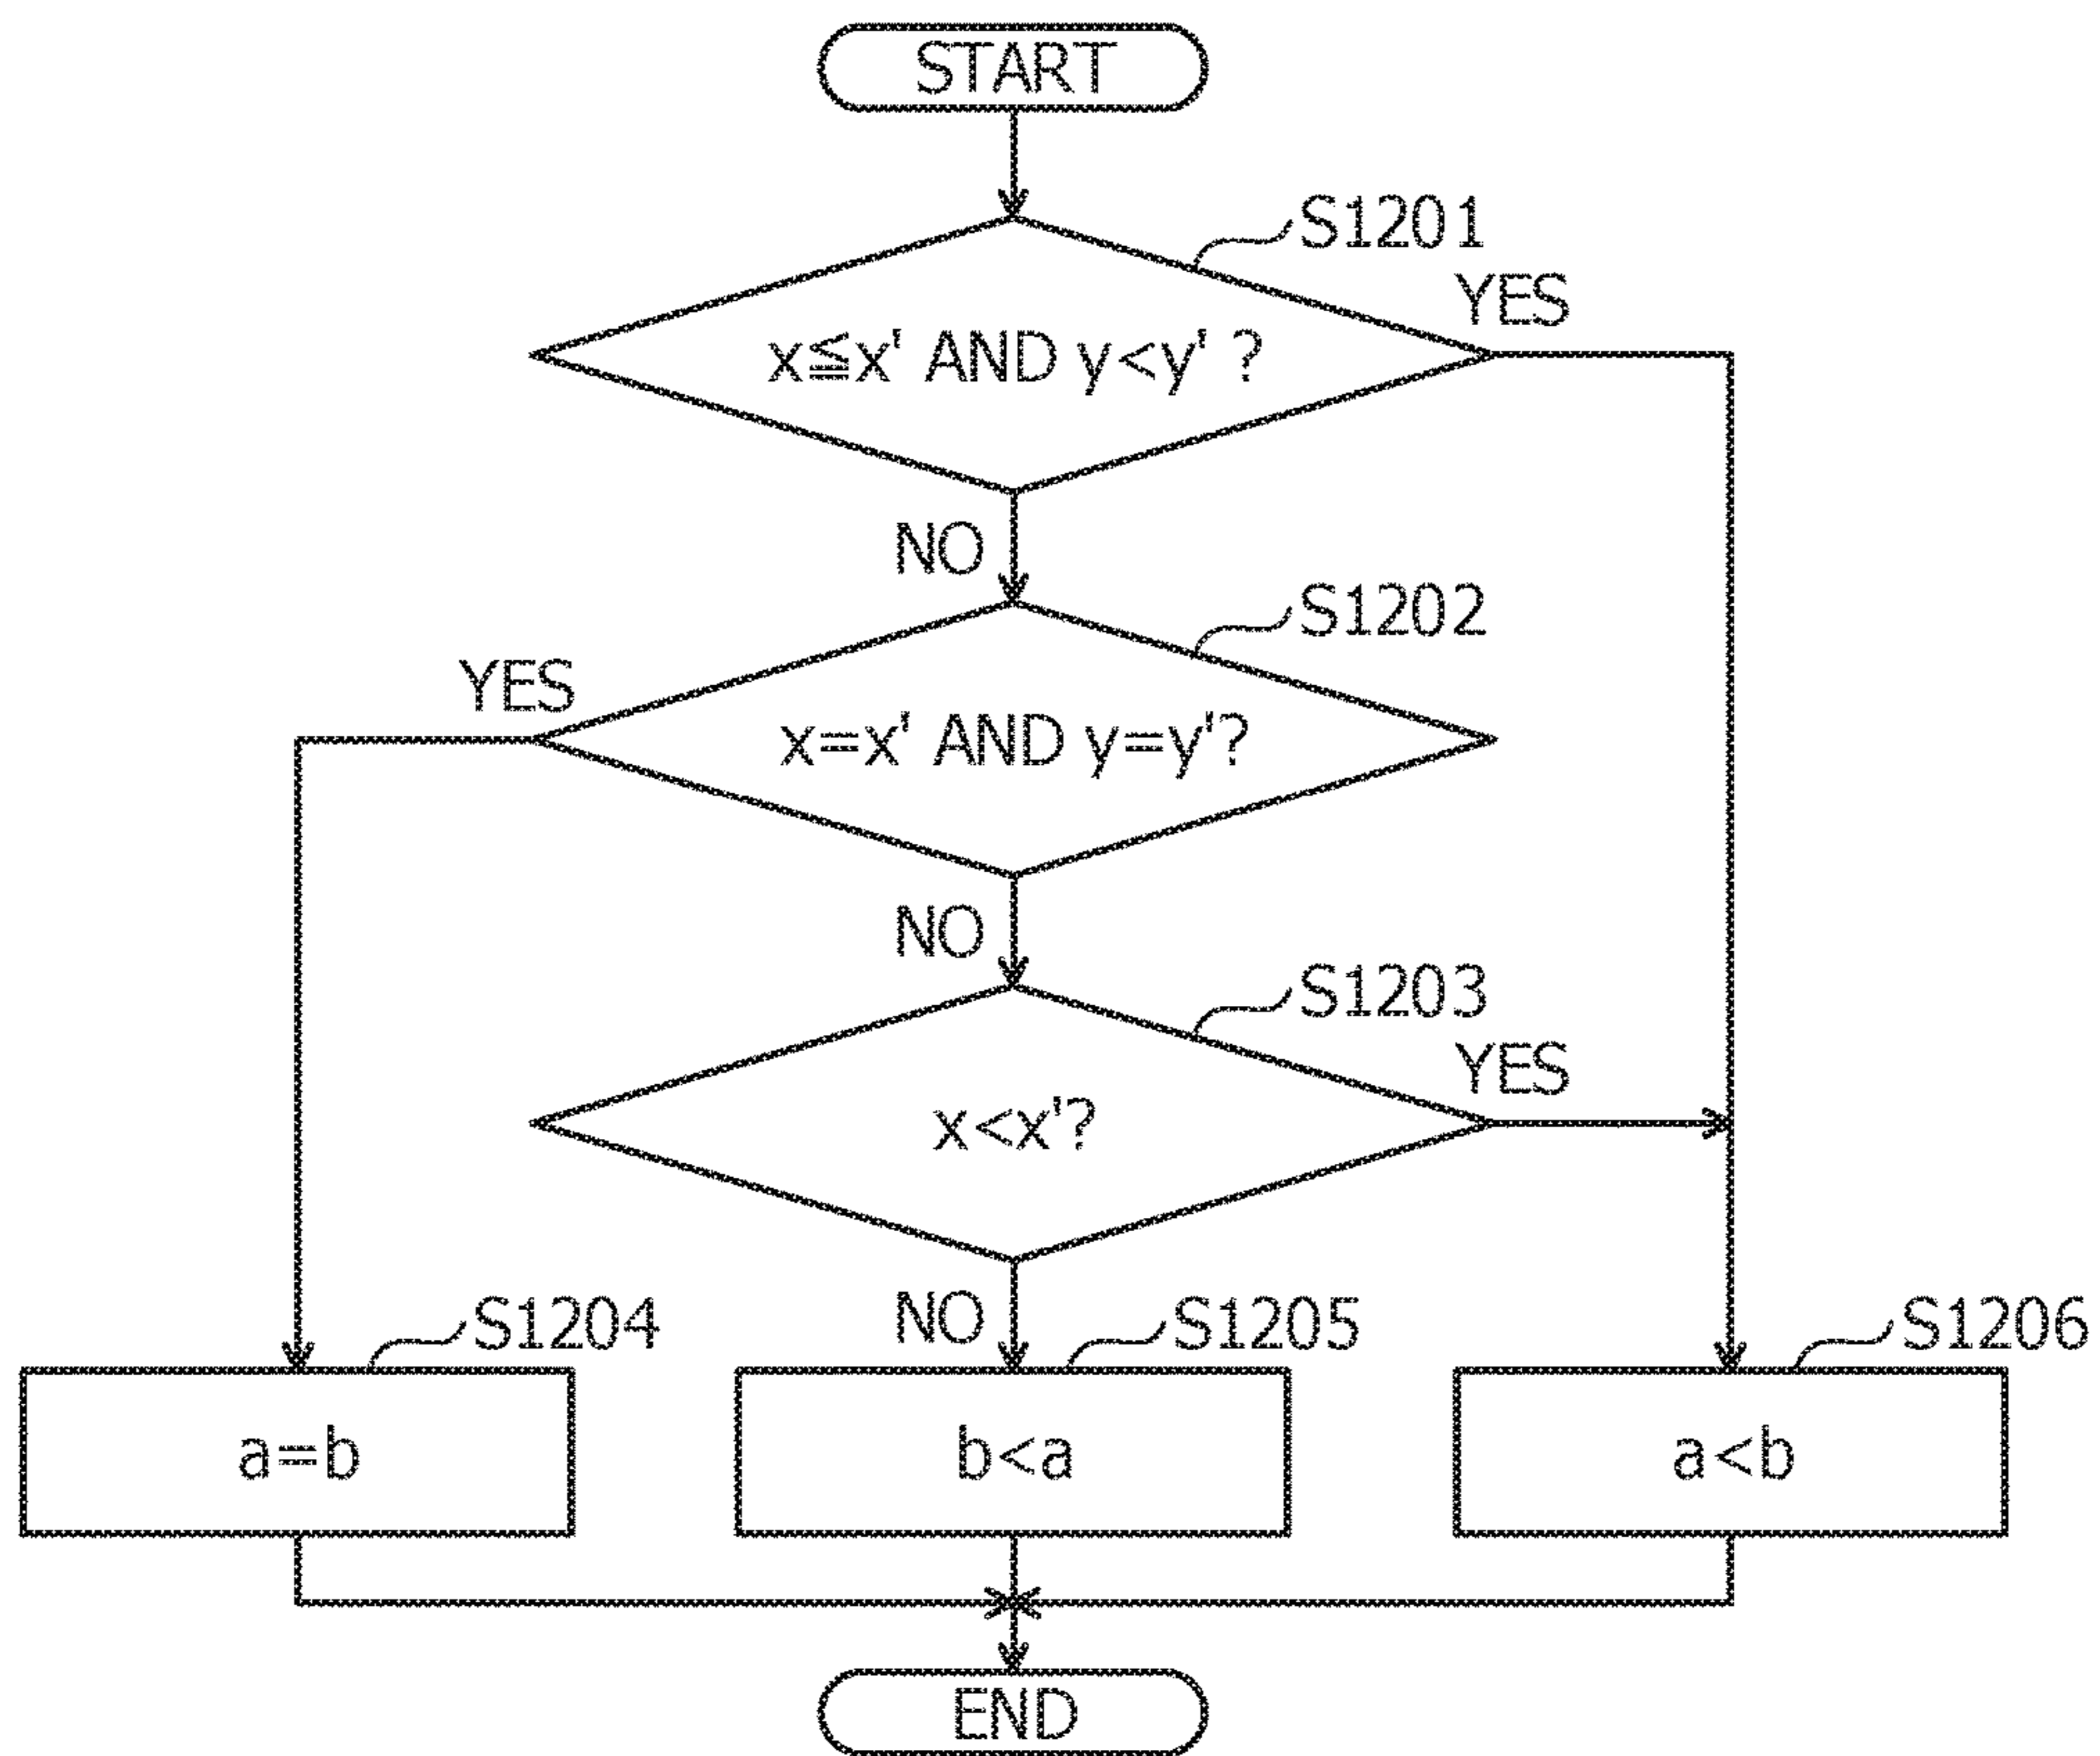 START
S1201
YES
x≦x' AND y<y' ?
NO
S1202
YES
x=x' AND y=y'?
NO
S1203
YES
x<x'?
NO
S1204
S1205
S1206
a=b
b<a
a<b
END